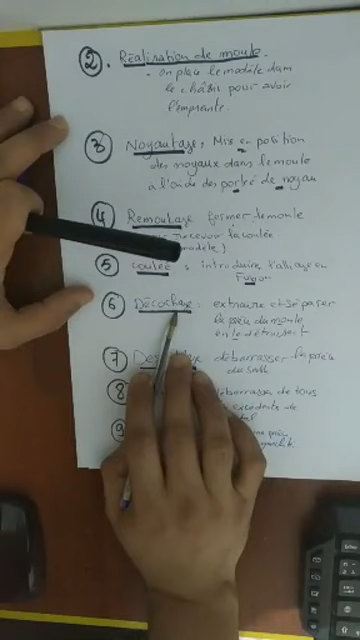 ② . Réalisation de moule.
- On place le modèle dans
le châssis pour avoir
l'empreinte.
③ Noyautage : Mise en position
des noyaux dans le moule
à l'aide des porté de noyau
④ Remoulage fermer le moule
recevoir la coulée
modèle)
⑤ coulée : introduire l'alliage en
fusion
⑥ Décochage : extraire et séparer
la pièce du moule
en le détruisant
⑦ débarrasser la pièce
du sable
⑧ débarrasser de tous
⑨